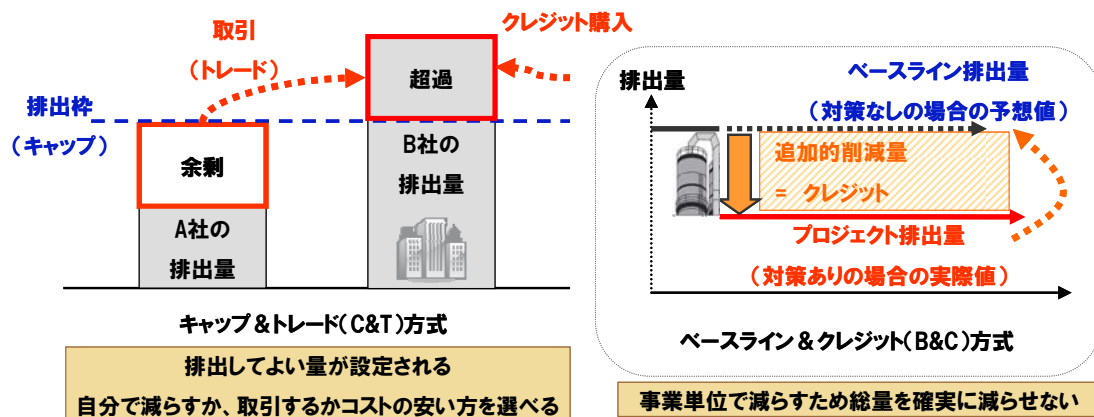 取引
(トレード)
クレジット購入
超過
排出枠
(キャップ)
余剰
B社の
排出量
A社の
排出量
キャップ&トレード(C&T)方式
排出してよい量が設定される
自分で減らすか、取引するかコストの安い方を選べる
排出量
ベースライン排出量
(対策なしの場合の予想値)
追加的削減量
= クレジット
プロジェクト排出量
(対策ありの場合の実際値)
ベースライン&クレジット(B&C)方式
事業単位で減らすため総量を確実に減らせない